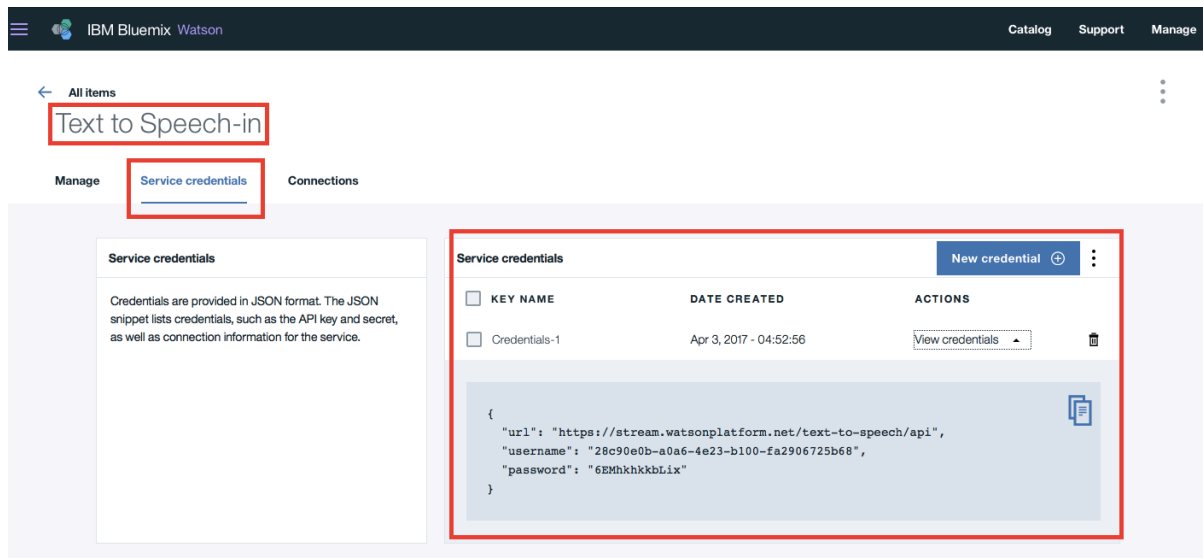 IBM Bluemix Watson
Catalog Support Manage
All items
Text to Speech-in
Manage Service credentials Connections
Service credentials
Credentials are provided in JSON format. The JSON
snippet lists credentials, such as the API key and secret,
as well as connection information for the service.
Service credentials
New credential
KEY NAME DATE CREATED ACTIONS
Credentials-1 Apr 3, 2017 - 04:52:56 View credentials
{
"url": "https://stream.watsonplatform.net/text-to-speech/api",
"username": "28c90e0b-a0a6-4e23-b100-fa2906725b68",
"password": "6EMhkhkkbLix"
}